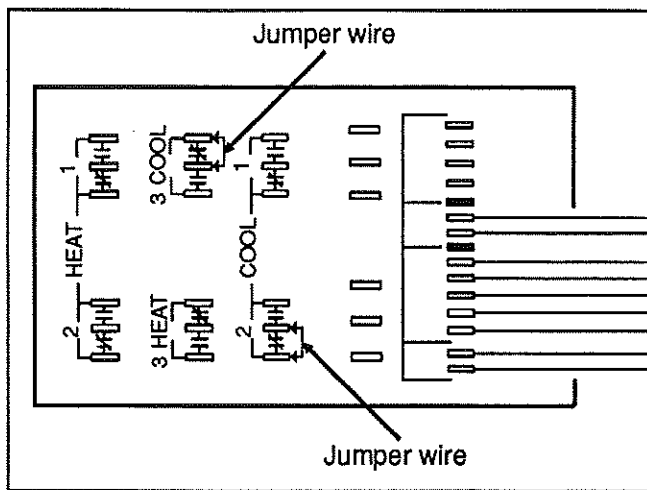 Jumper wire
1
3 COOL
1
HEAT
COOL
2
3 HEAT
2
Jumper wire